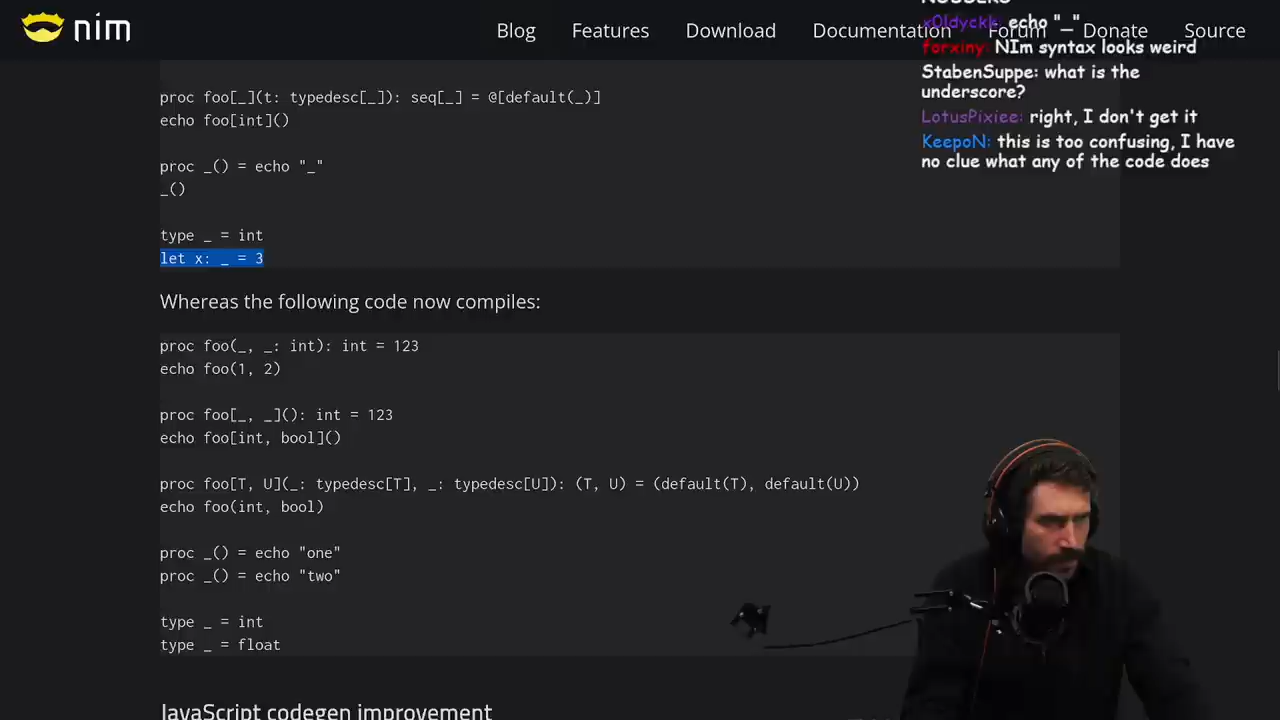 nim
Blog Features Download Documentation Forum Donate Source
x0ldyckk: echo "_"
forxiny: NIm syntax looks weird
StabenSuppe: what is the
underscore?
LotusPixiee: right, I don't get it
KeepoN: this is too confusing, I have
no clue what any of the code does
proc foo[_](t: typedesc[_]): seq[_] = @[default(_)]
echo foo[int]()
proc _() = echo "_"
_()
type _ = int
let x: _ = 3
Whereas the following code now compiles:
proc foo(_, _: int): int = 123
echo foo(1, 2)
proc foo[_, _](): int = 123
echo foo[int, bool]()
proc foo[T, U](_: typedesc[T], _: typedesc[U]): (T, U) = (default(T), default(U))
echo foo(int, bool)
proc _() = echo "one"
proc _() = echo "two"
type _ = int
type _ = float
JavaScript codegen improvement